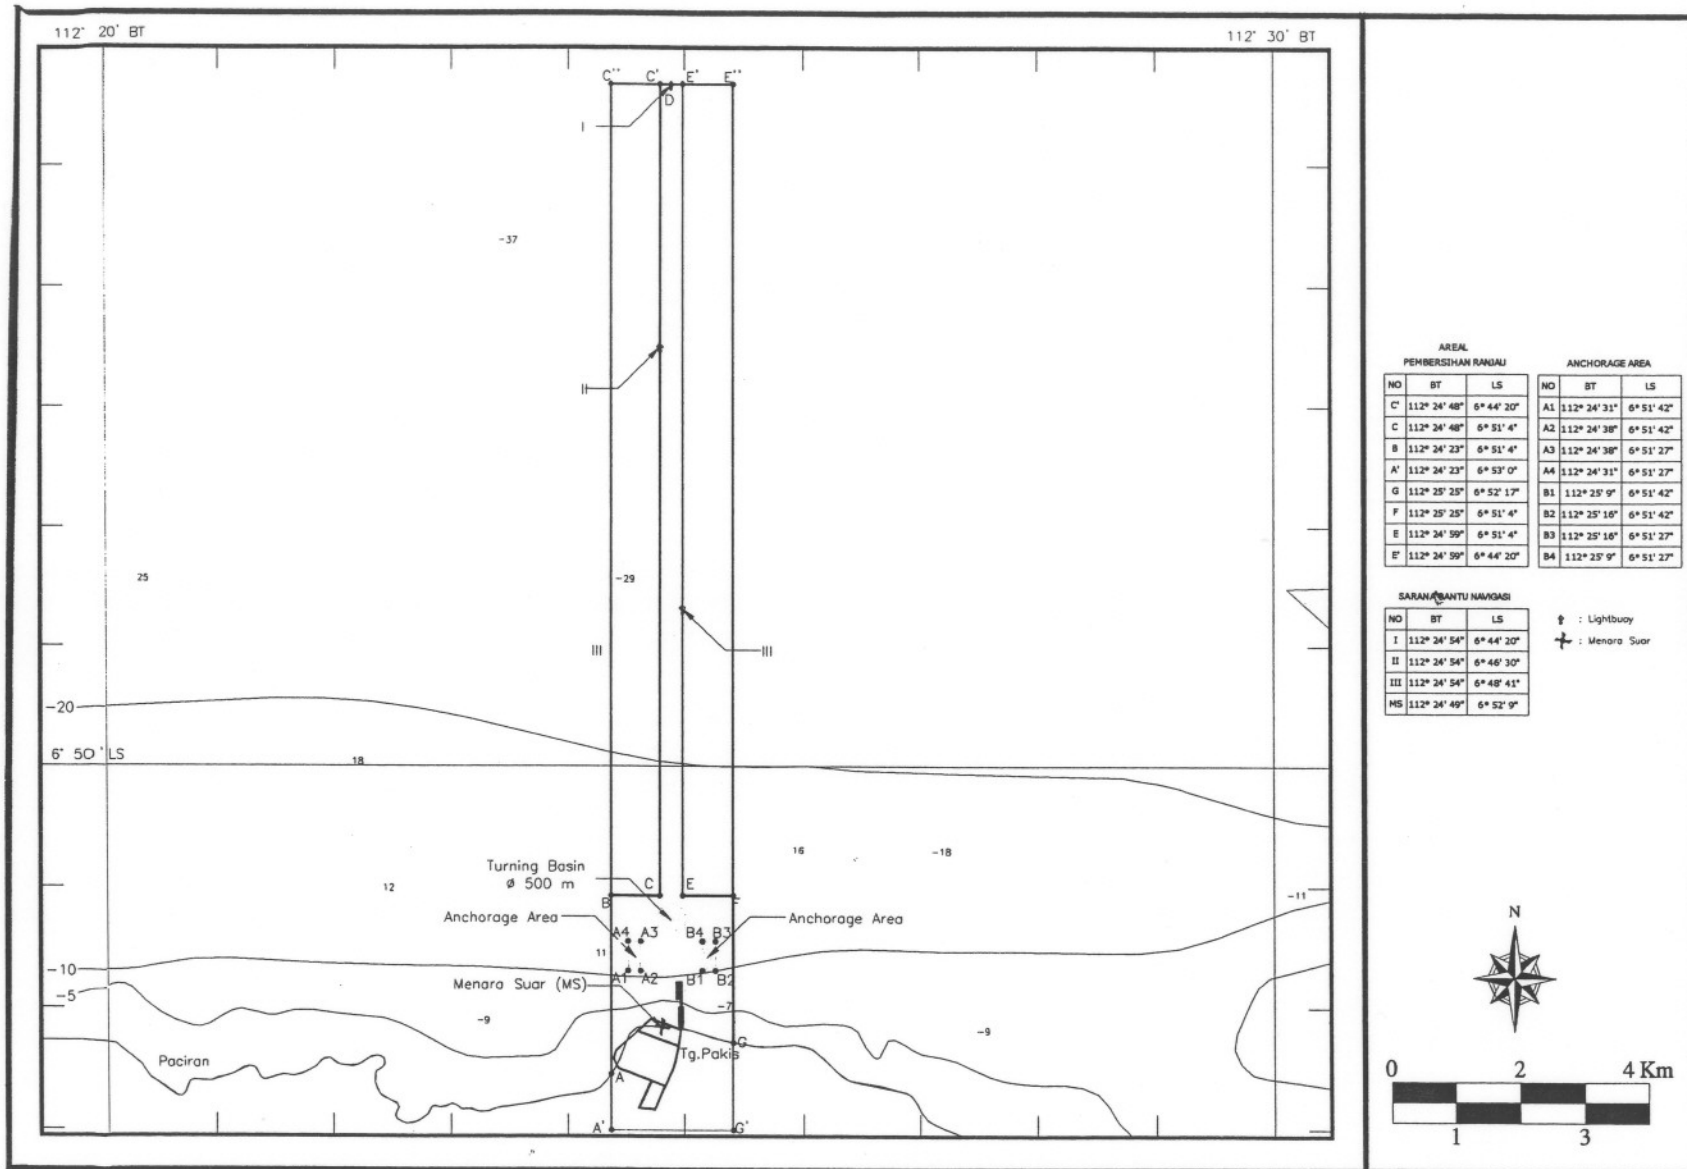 112° 20' BT
112° 30' BT
C'' C' E' E''
D
I
-37
II
25
-29
III
III
-20
6° 50' LS
18
16
-18
Turning Basin
ø 500 m
12
C E
-11
B F
Anchorage Area
Anchorage Area
A4 A3 B4 B3
11
-10
A1 A2 B1 B2
Menara Suar (MS)
-5
-7
-9
-9
G
Paciran
Tg.Pakis
A
A' G'
AREAL
PEMBERSIHAN RANJAU
NO BT LS
C' 112° 24' 48" 6° 44' 20"
C 112° 24' 48" 6° 51' 4"
B 112° 24' 23" 6° 51' 4"
A' 112° 24' 23" 6° 53' 0"
G 112° 25' 25" 6° 52' 17"
F 112° 25' 25" 6° 51' 4"
E 112° 24' 59" 6° 51' 4"
E' 112° 24' 59" 6° 44' 20"
ANCHORAGE AREA
NO BT LS
A1 112° 24' 31" 6° 51' 42"
A2 112° 24' 38" 6° 51' 42"
A3 112° 24' 38" 6° 51' 27"
A4 112° 24' 31" 6° 51' 27"
B1 112° 25' 9" 6° 51' 42"
B2 112° 25' 16" 6° 51' 42"
B3 112° 25' 16" 6° 51' 27"
B4 112° 25' 9" 6° 51' 27"
SARANA BANTU NAVIGASI
NO BT LS
I 112° 24' 54" 6° 44' 20"
II 112° 24' 54" 6° 46' 30"
III 112° 24' 54" 6° 48' 41"
MS 112° 24' 49" 6° 52' 9"
: Lightbuoy
: Menara Suar
N
0 2 4 Km
1 3